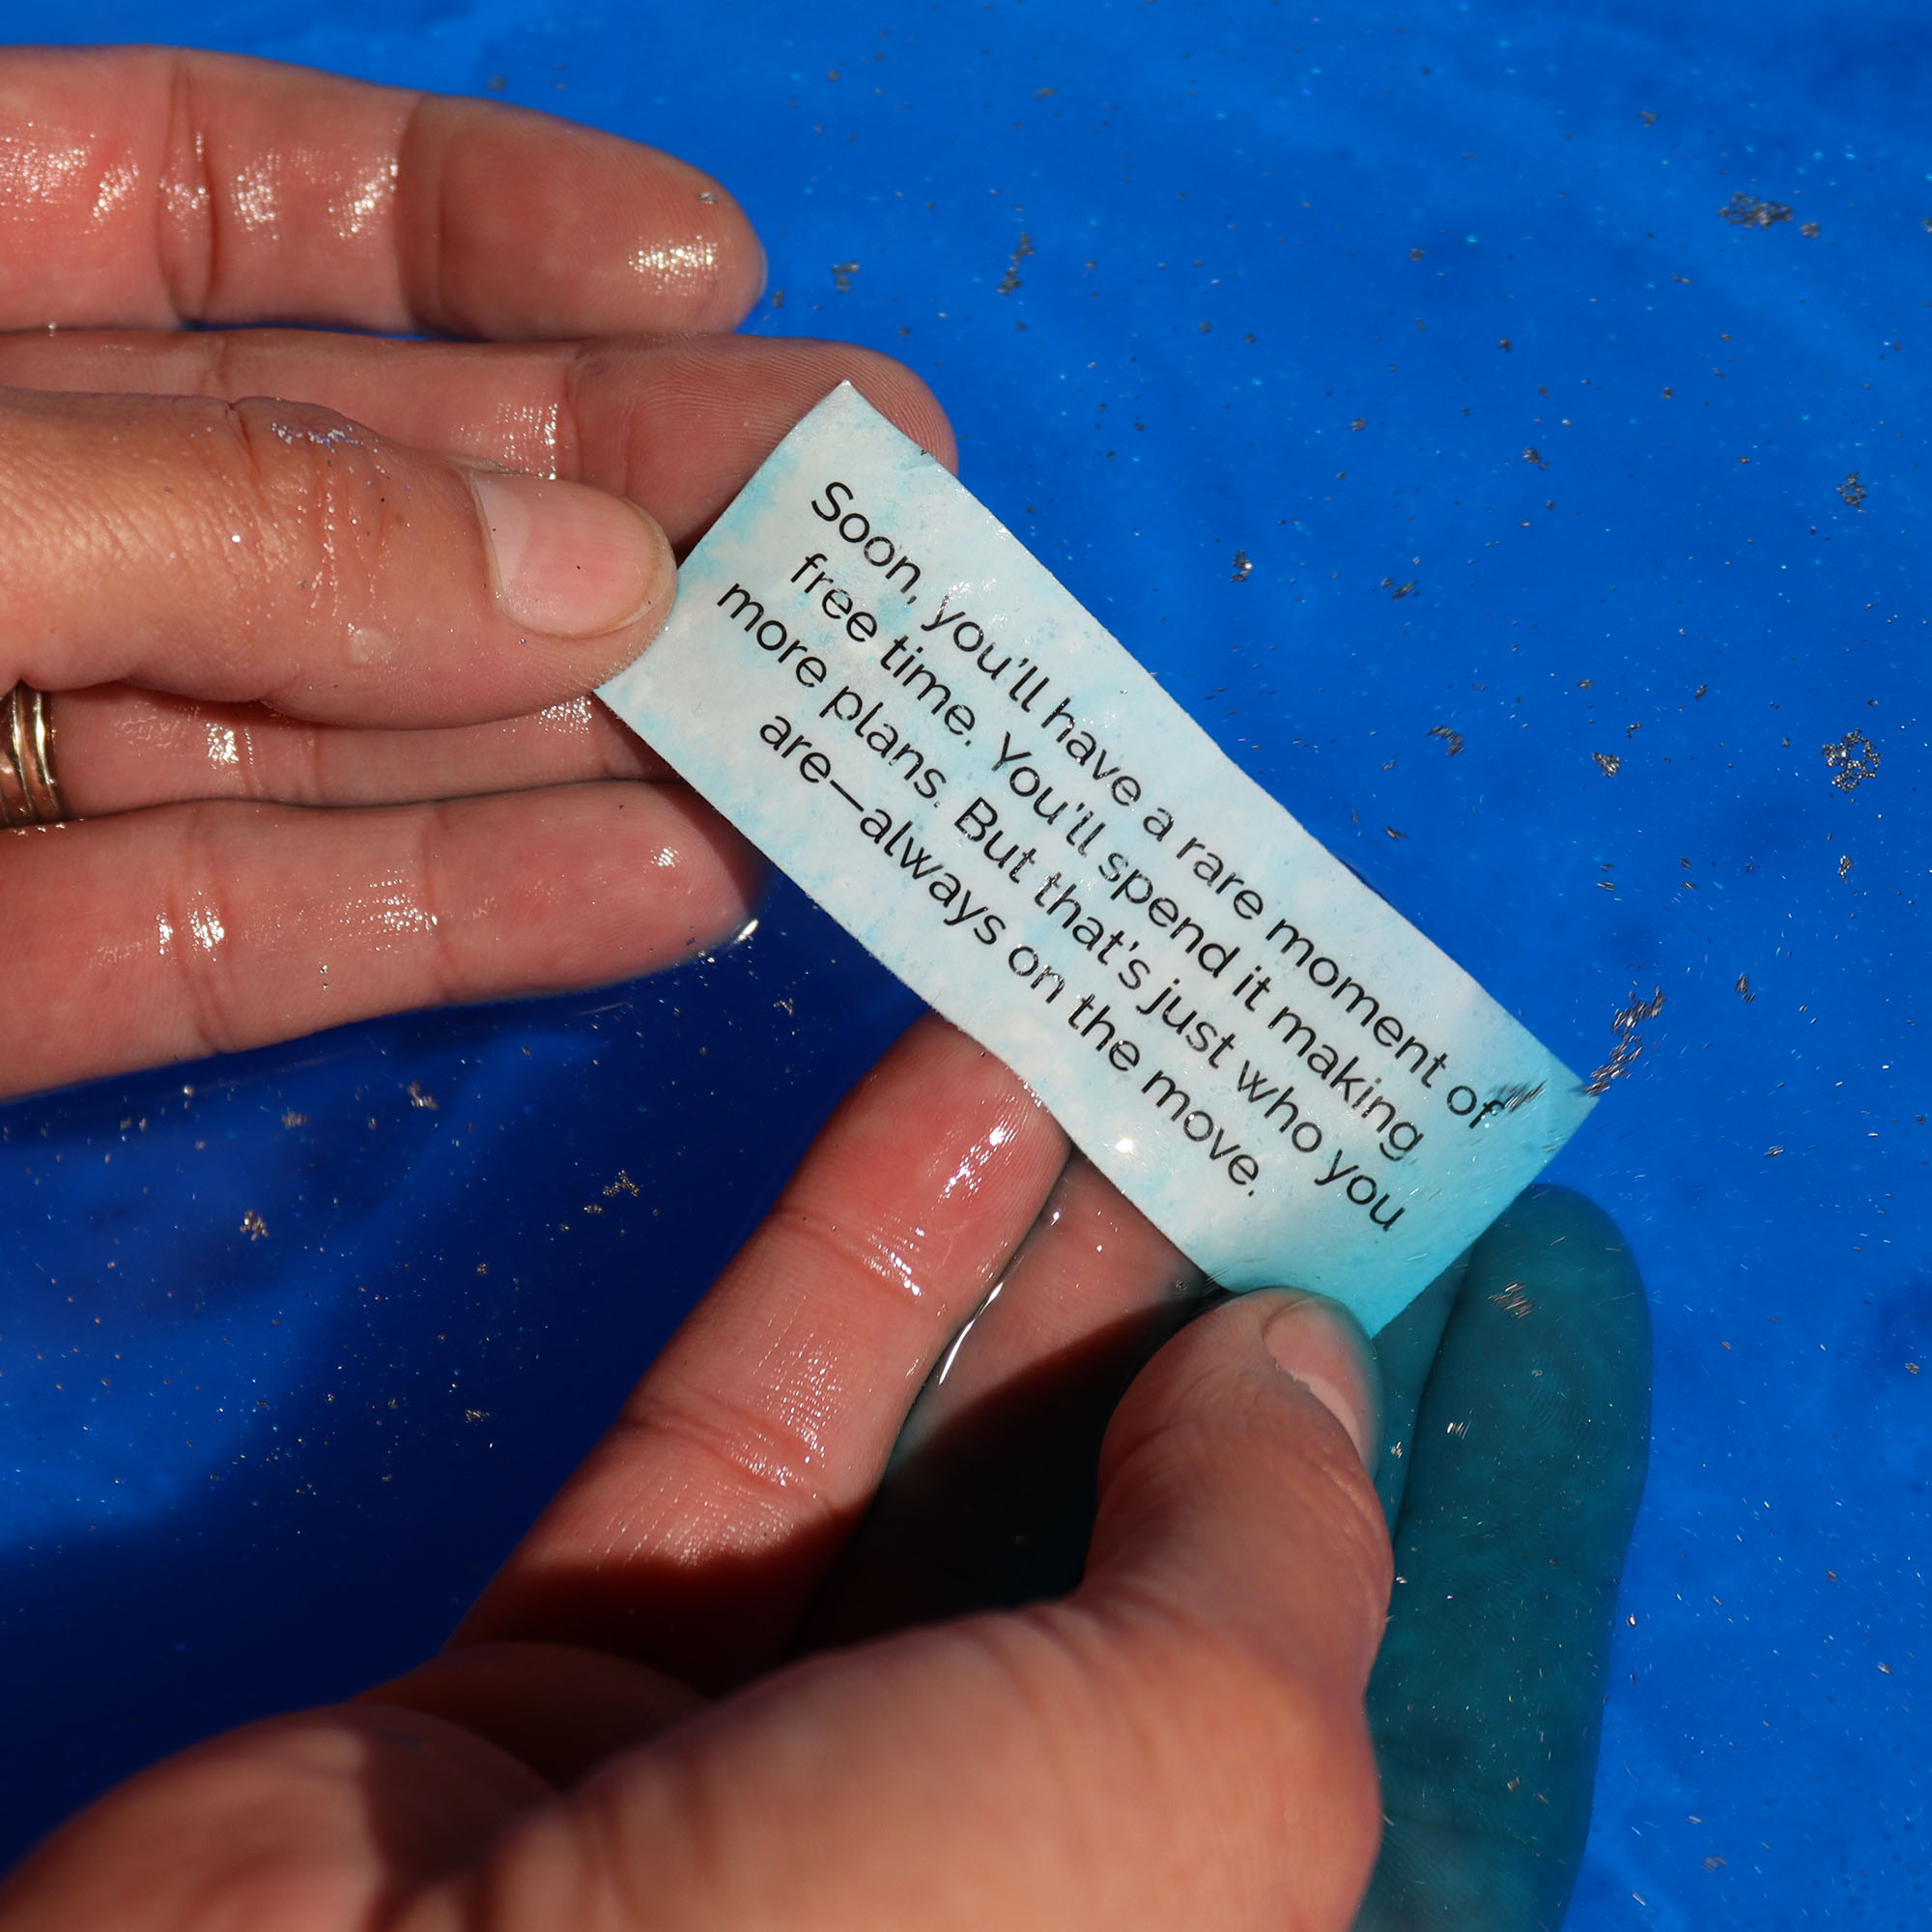 Soon, you'll have a rare moment of
free time. You'll spend it making
more plans. But that's just who you
are—always on the move.